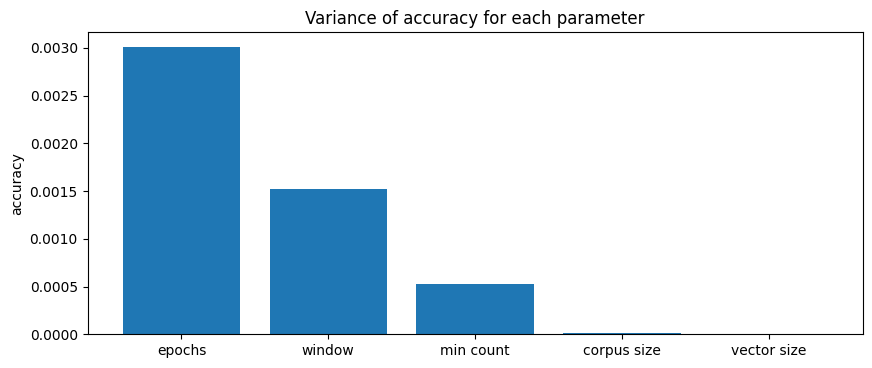 Variance of accuracy for each parameter
accuracy
0.0030
0.0025
0.0020
0.0015
0.0010
0.0005
0.0000
epochs window min count corpus size vector size